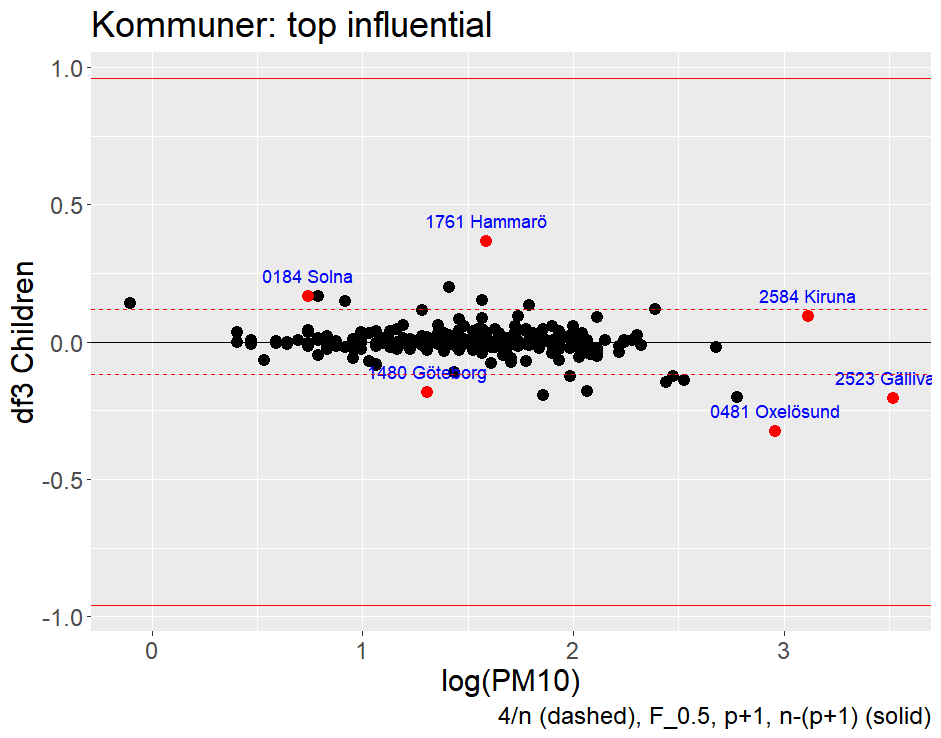 Kommuner: top influential
1.0
0.5
0.0
-0.5
-1.0
df3 Children
1761 Hammarö
0184 Solna
2584 Kiruna
1480 Göteborg
2523 Gälliva
0481 Oxelösund
0
1
2
3
log(PM10)
4/n (dashed), F_0.5, p+1, n-(p+1) (solid)